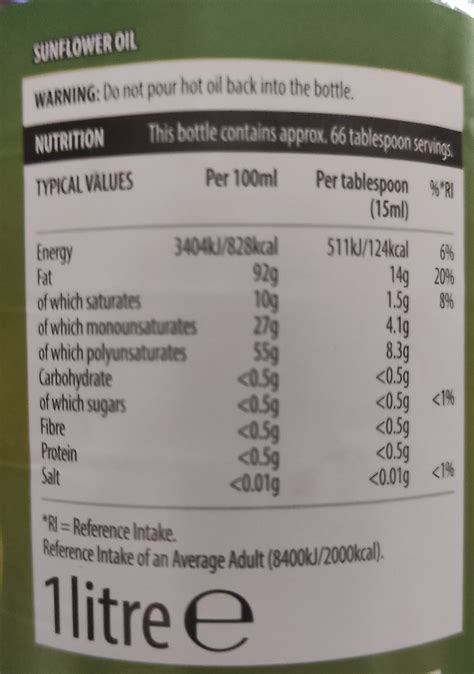 SUNFLOWER OIL
WARNING: Do not pour hot oil back into the bottle.
NUTRITION This bottle contains approx. 66 tablespoon servings.
TYPICAL VALUES Per 100ml Per tablespoon (15ml) %*RI
Energy 3404kJ/828kcal 511kJ/124kcal 6%
Fat 92g 14g 20%
of which saturates 10g 1.5g 8%
of which monounsaturates 27g 4.1g
of which polyunsaturates 55g 8.3g
Carbohydrate <0.5g <0.5g
of which sugars <0.5g <0.5g <1%
Fibre <0.5g <0.5g
Protein <0.5g <0.5g
Salt <0.01g <0.01g <1%
*RI = Reference Intake.
Reference Intake of an Average Adult (8400kJ/2000kcal).
1litre ℮